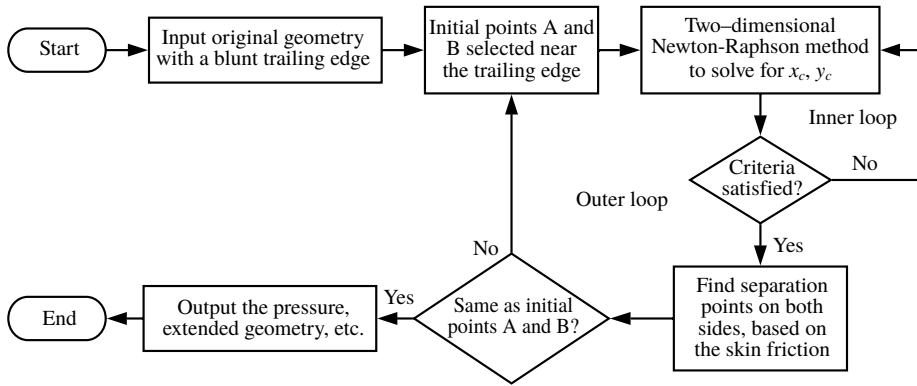 Start
Input original geometry
with a blunt trailing edge
Initial points A and
B selected near
the trailing edge
Two–dimensional
Newton-Raphson method
to solve for x_c, y_c
Inner loop
Criteria
satisfied?
No
Outer loop
Yes
Find separation
points on both
sides, based on
the skin friction
Same as initial
points A and B?
No
Yes
Output the pressure,
extended geometry, etc.
End